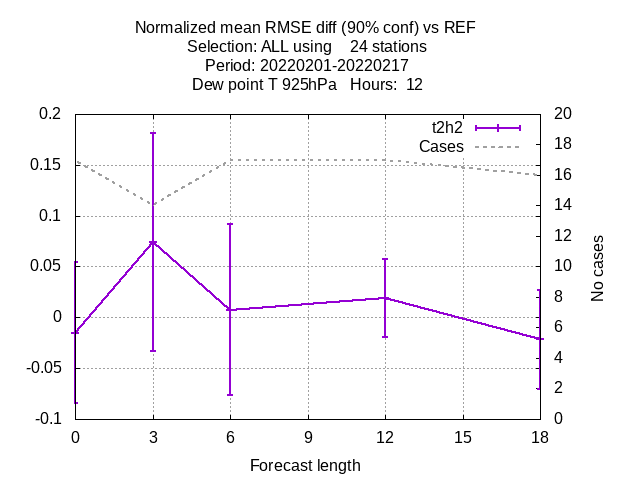 Normalized mean RMSE diff (90% conf) vs REF
Selection: ALL using    24 stations
Period: 20220201-20220217
Dew point T 925hPa   Hours:  12
t2h2
Cases
0.2
0.15
0.1
0.05
0
-0.05
-0.1
20
18
16
14
12
10
8
6
4
2
0
No cases
0 3 6 9 12 15 18
Forecast length